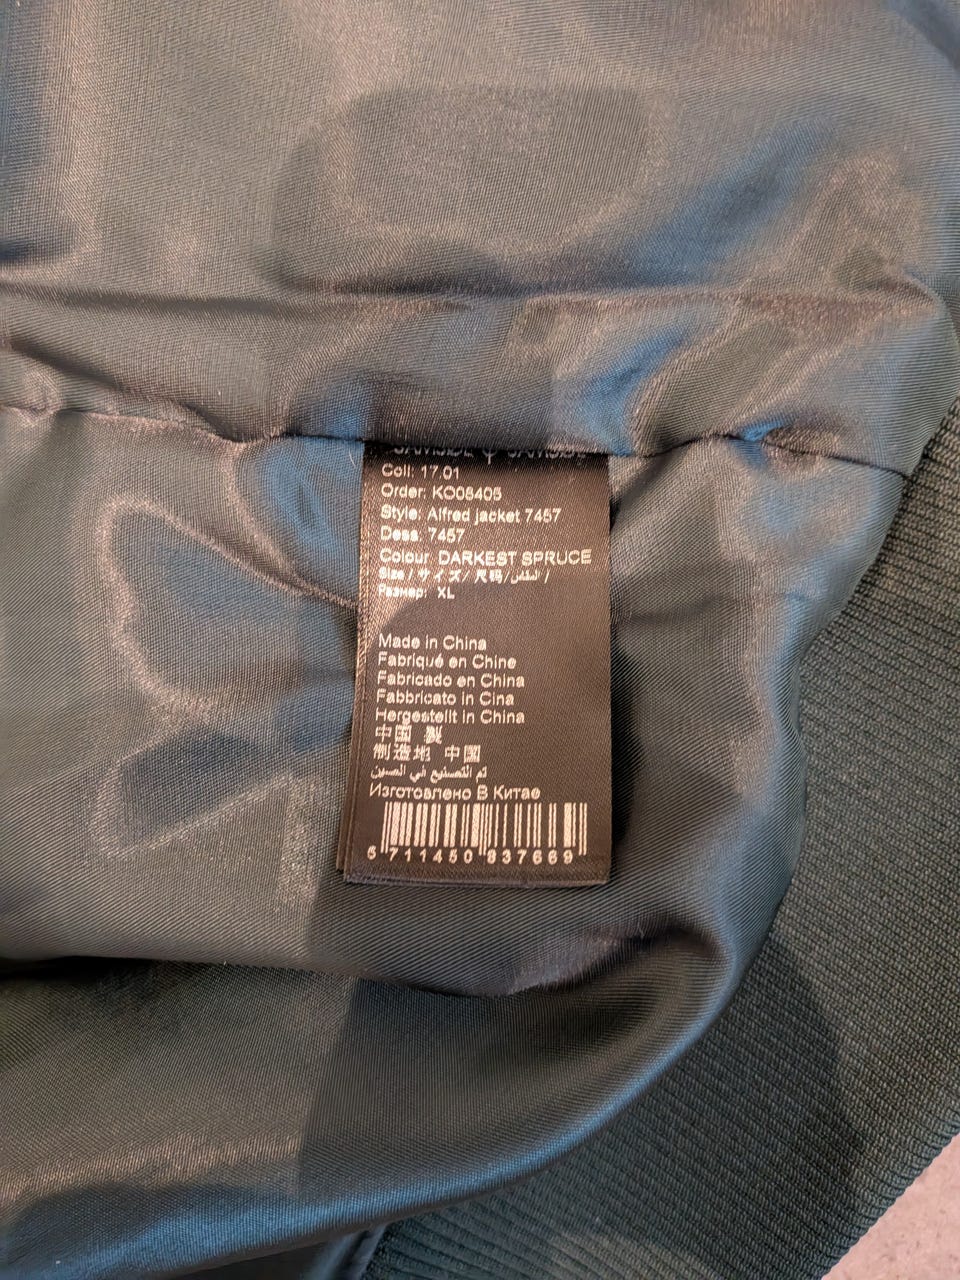 Coll: 17.01
Order: KO08405
Style: Alfred jacket 7457
Dess: 7457
Colour: DARKEST SPRUCE
Size / サイズ / 尺码 / المقاس /
Размер: XL
Made in China
Fabriqué en Chine
Fabricado en China
Fabbricato in Cina
Hergestellt in China
中国 製
制造地 中国
تم التصنيع في الصين
Изготовлено В Китае
5 711450 837669